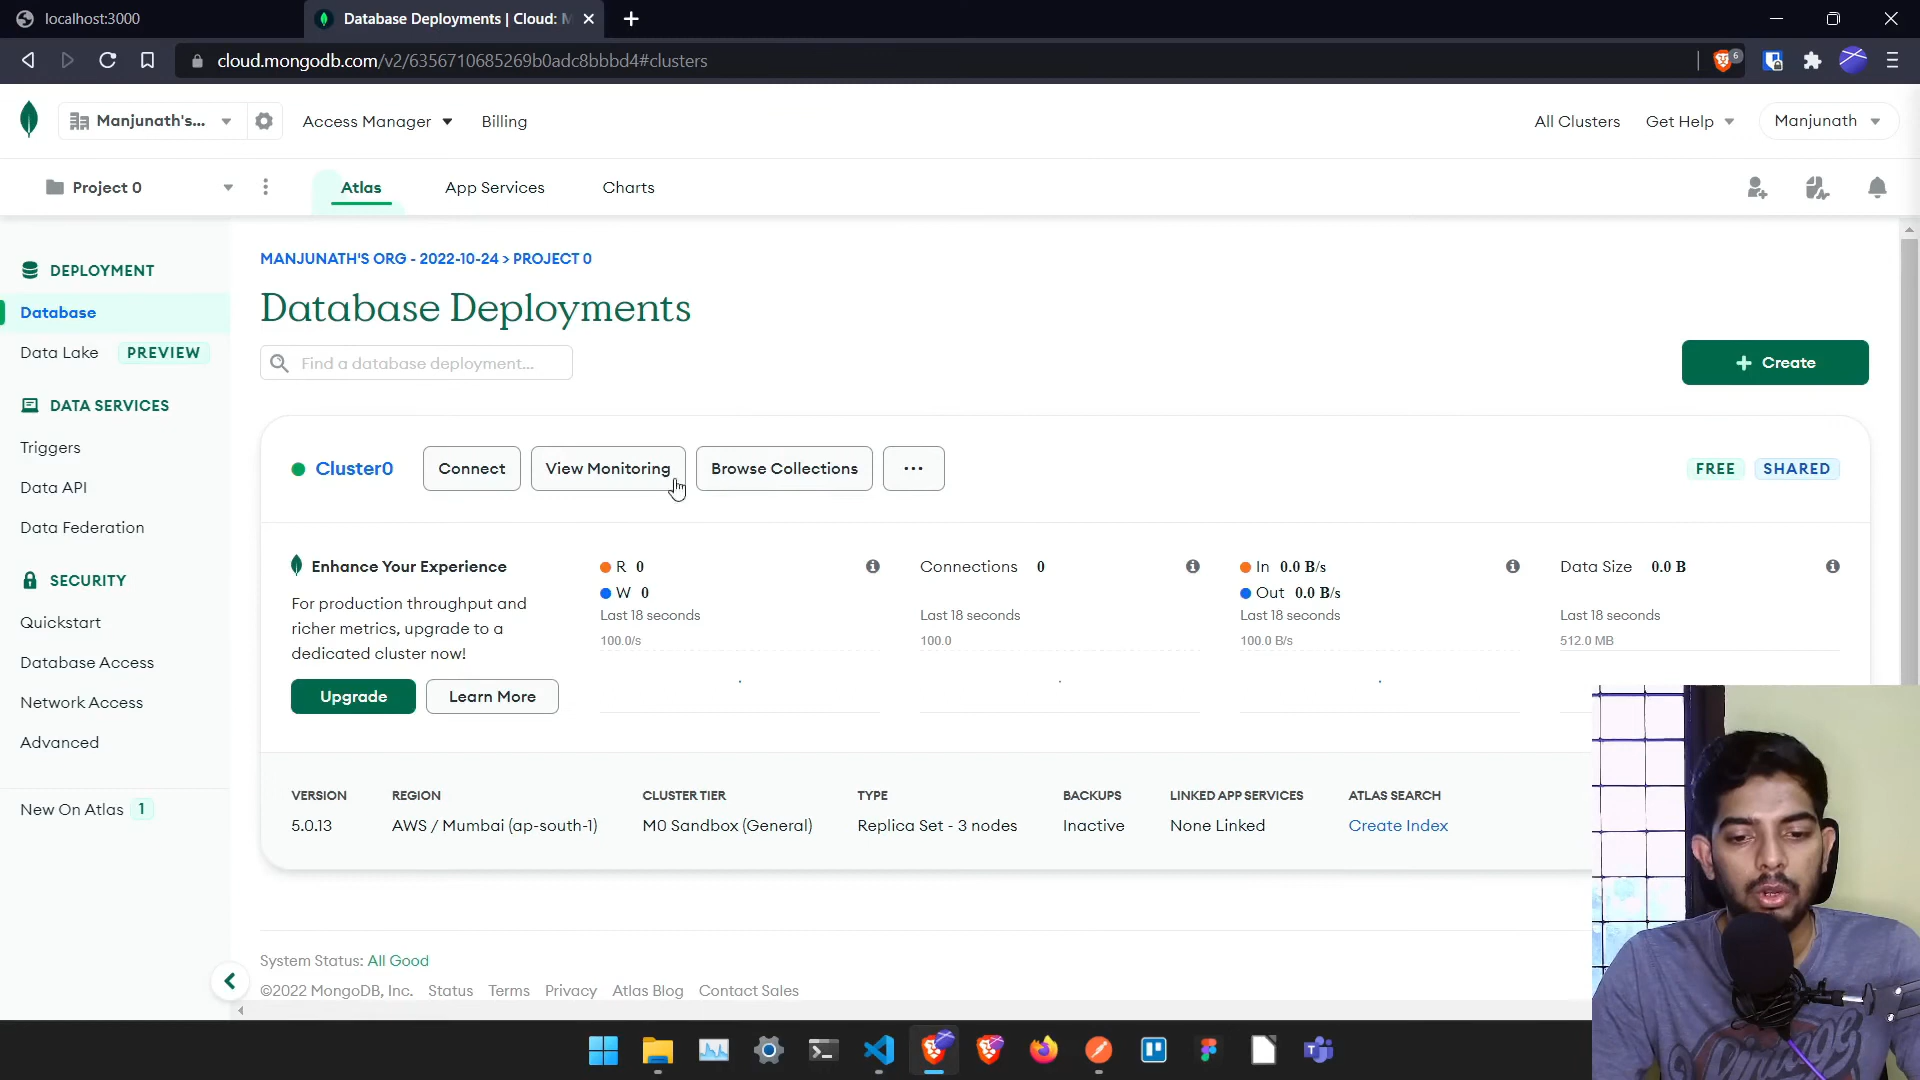 localhost:3000
Database Deployments | Cloud: M
cloud.mongodb.com/v2/6356710685269b0adc8bbbd4#clusters
6
Manjunath's...
Access Manager
Billing
All Clusters
Get Help
Manjunath
Project 0
Atlas
App Services
Charts
DEPLOYMENT
Database
Data Lake PREVIEW
DATA SERVICES
Triggers
Data API
Data Federation
SECURITY
Quickstart
Database Access
Network Access
Advanced
New On Atlas 1
MANJUNATH'S ORG - 2022-10-24 > PROJECT 0
Database Deployments
Find a database deployment...
+ Create
Cluster0
Connect
View Monitoring
Browse Collections
...
FREE
SHARED
Enhance Your Experience
For production throughput and
richer metrics, upgrade to a
dedicated cluster now!
Upgrade
Learn More
R 0
W 0
Last 18 seconds
100.0/s
Connections 0
Last 18 seconds
100.0
In 0.0 B/s
Out 0.0 B/s
Last 18 seconds
100.0 B/s
Data Size 0.0 B
Last 18 seconds
512.0 MB
VERSION
5.0.13
REGION
AWS / Mumbai (ap-south-1)
CLUSTER TIER
M0 Sandbox (General)
TYPE
Replica Set - 3 nodes
BACKUPS
Inactive
LINKED APP SERVICES
None Linked
ATLAS SEARCH
Create Index
System Status: All Good
©2022 MongoDB, Inc. Status Terms Privacy Atlas Blog Contact Sales